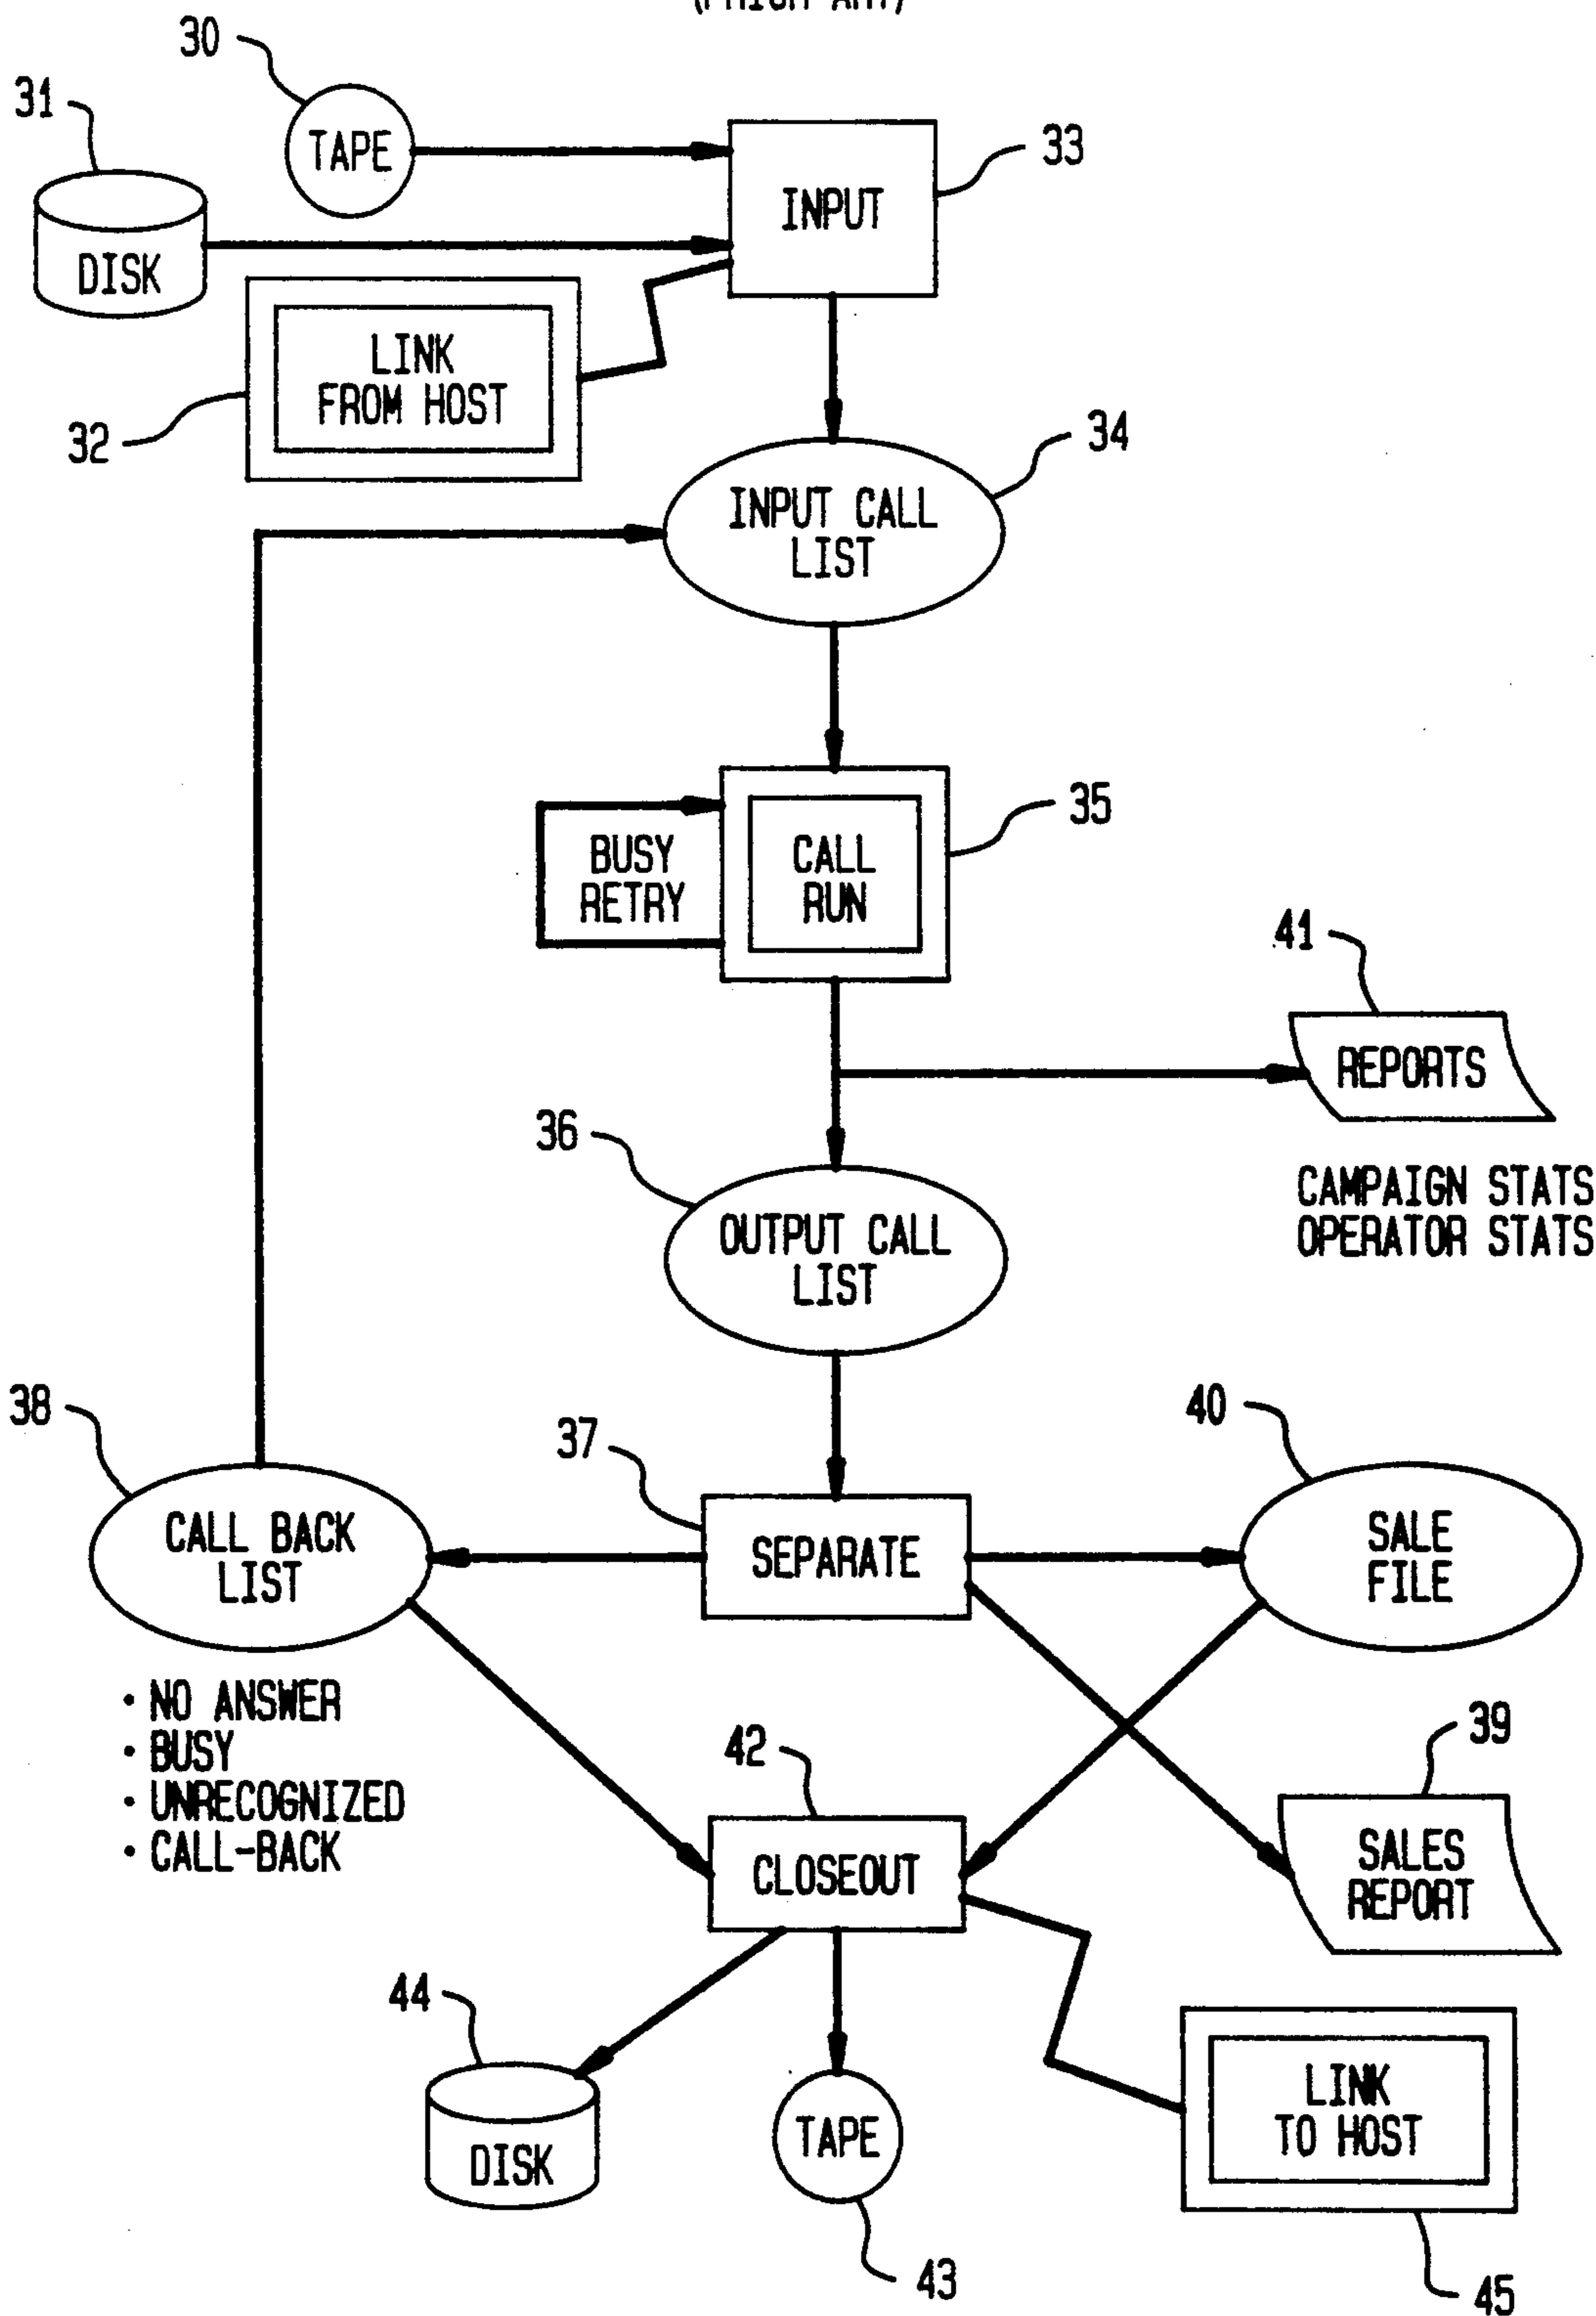 30
31
TAPE
33
INPUT
DISK
LINK
FROM HOST
32
34
INPUT CALL
LIST
35
BUSY
RETRY
CALL
RUN
41
REPORTS
36
CAMPAIGN STATS
OPERATOR STATS
OUTPUT CALL
LIST
38
37
40
CALL BACK
LIST
SEPARATE
SALE
FILE
· NO ANSWER
· BUSY
· UNRECOGNIZED
· CALL-BACK
42
39
CLOSEOUT
SALES
REPORT
44
DISK
TAPE
LINK
TO HOST
43
45